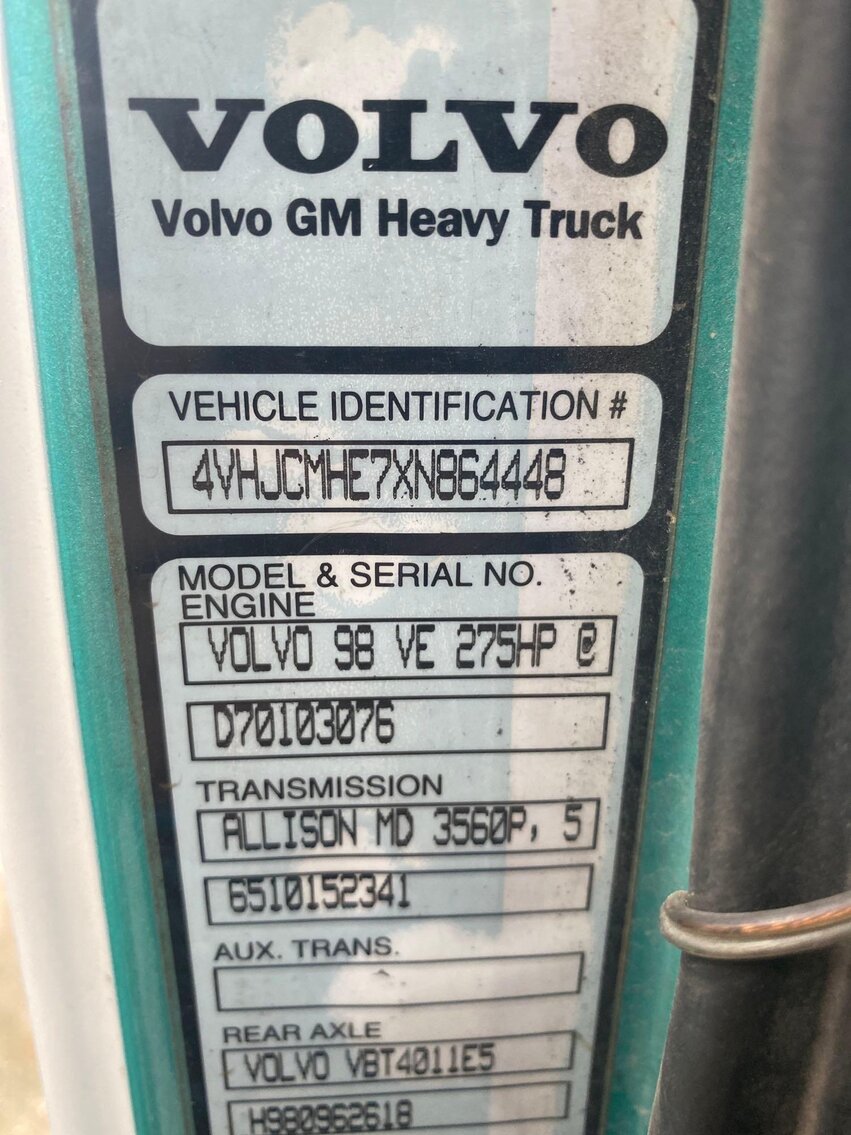 VOLVO
Volvo GM Heavy Truck
VEHICLE IDENTIFICATION #
4VHJCMHE7XN864448
MODEL & SERIAL NO.
ENGINE
VOLVO 98 VE 275HP @
D70103076
TRANSMISSION
ALLISON MD 3560P, 5
6510152341
AUX. TRANS.
REAR AXLE
VOLVO VBT4011E5
H980962618